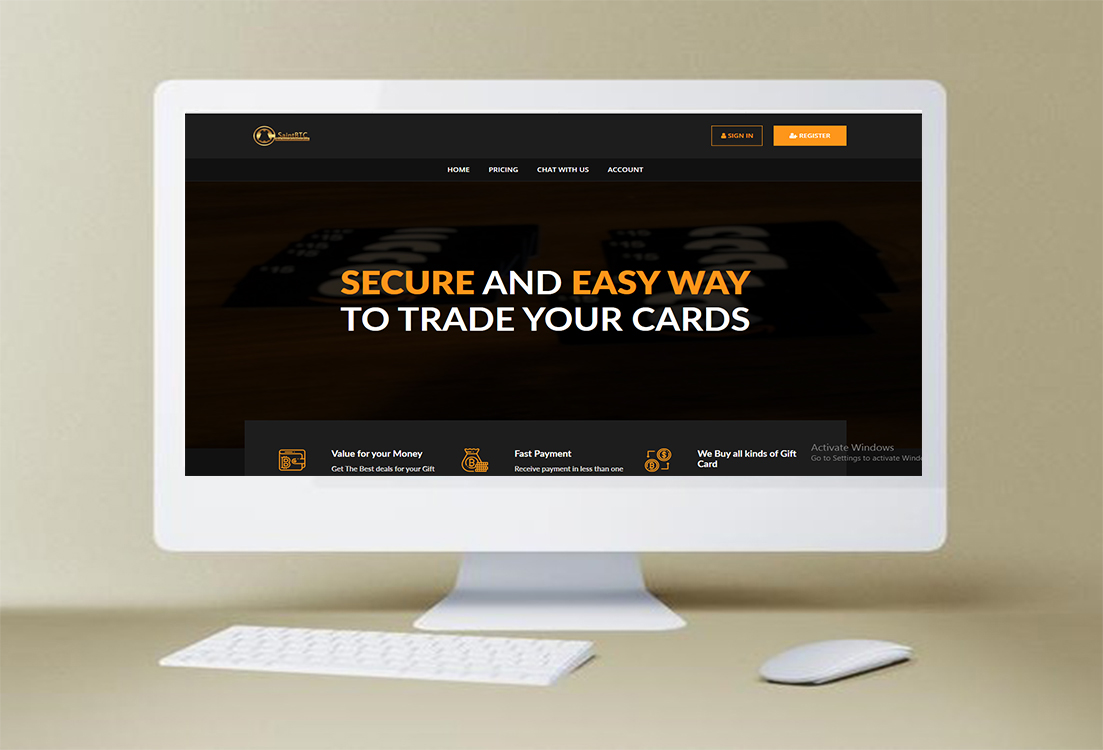 SaintBTC
SIGN IN
REGISTER
HOME
PRICING
CHAT WITH US
ACCOUNT
SECURE AND EASY WAY
TO TRADE YOUR CARDS
Value for your Money
Get The Best deals for your Gift
Fast Payment
Receive payment in less than one
We Buy all kinds of Gift
Card
Activate Windows
Go to Settings to activate Windo